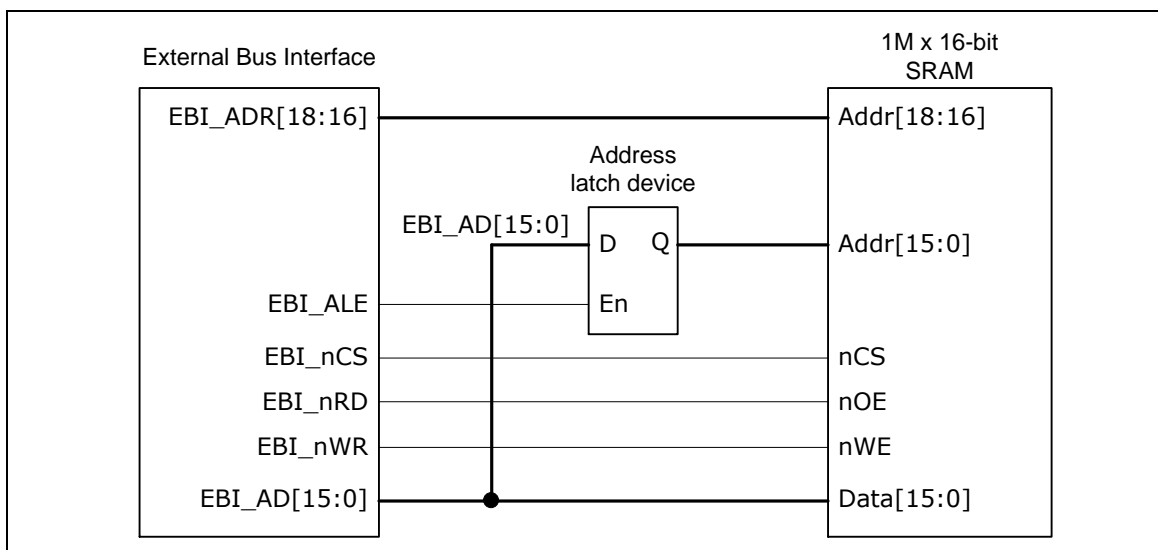 External Bus Interface
1M x 16-bit
SRAM
EBI_ADR[18:16]
Addr[18:16]
Address
latch device
EBI_AD[15:0]
D
Q
Addr[15:0]
EBI_ALE
En
EBI_nCS
nCS
EBI_nRD
nOE
EBI_nWR
nWE
EBI_AD[15:0]
Data[15:0]